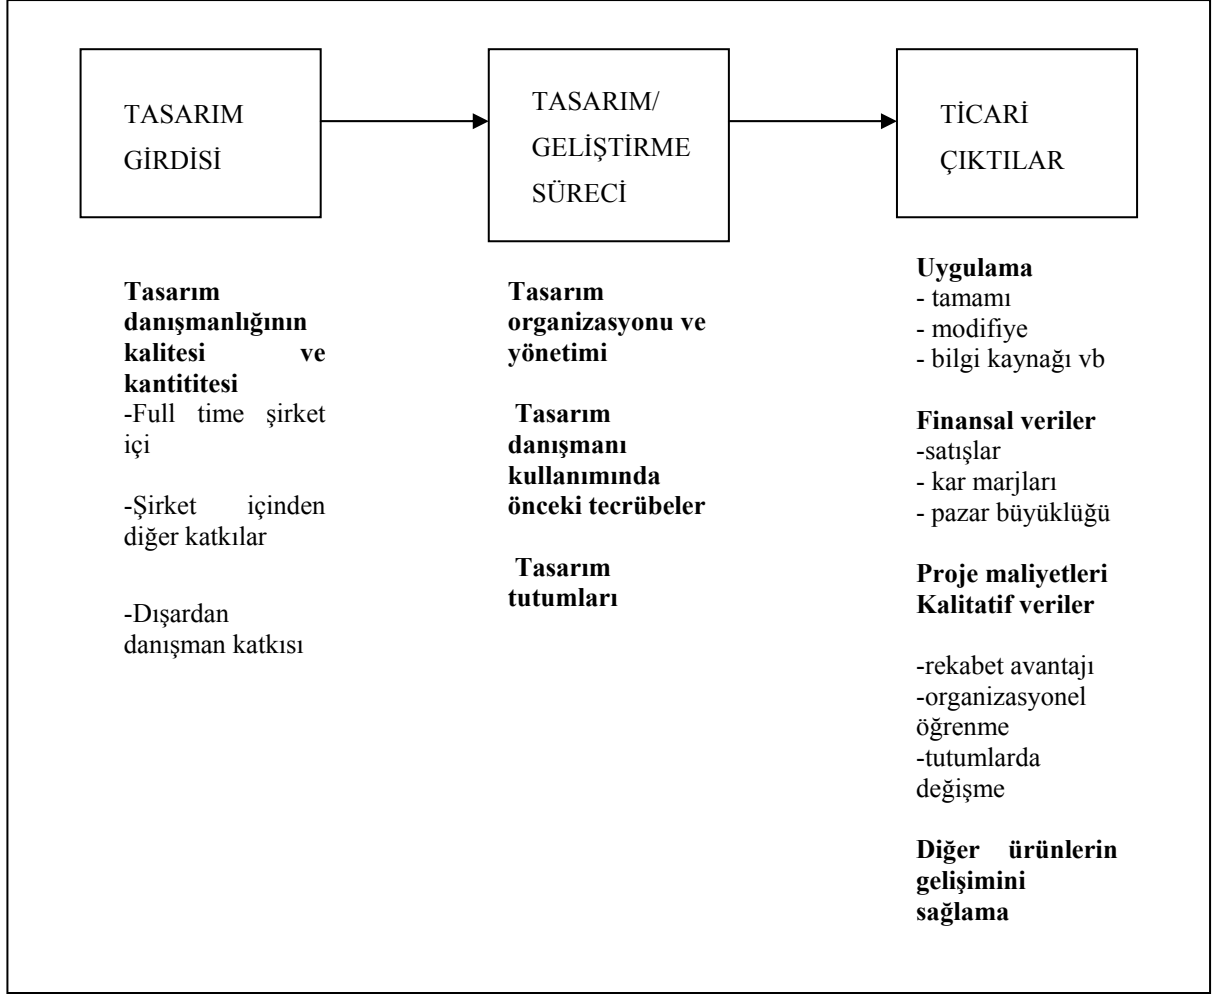 TASARIM
GİRDİSİ
TASARIM/
GELİŞTİRME
SÜRECİ
TİCARİ
ÇIKTILAR
Tasarım
danışmanlığının
kalitesi ve
kantititesi
-Full time şirket
içi
-Şirket içinden
diğer katkılar
-Dışardan
danışman katkısı
Tasarım
organizasyonu ve
yönetimi
Tasarım
danışmanı
kullanımında
önceki tecrübeler
Tasarım
tutumları
Uygulama
- tamamı
- modifiye
- bilgi kaynağı vb
Finansal veriler
-satışlar
- kar marjları
- pazar büyüklüğü
Proje maliyetleri
Kalitatif veriler
-rekabet avantajı
-organizasyonel
öğrenme
-tutumlarda
değişme
Diğer ürünlerin
gelişimini
sağlama